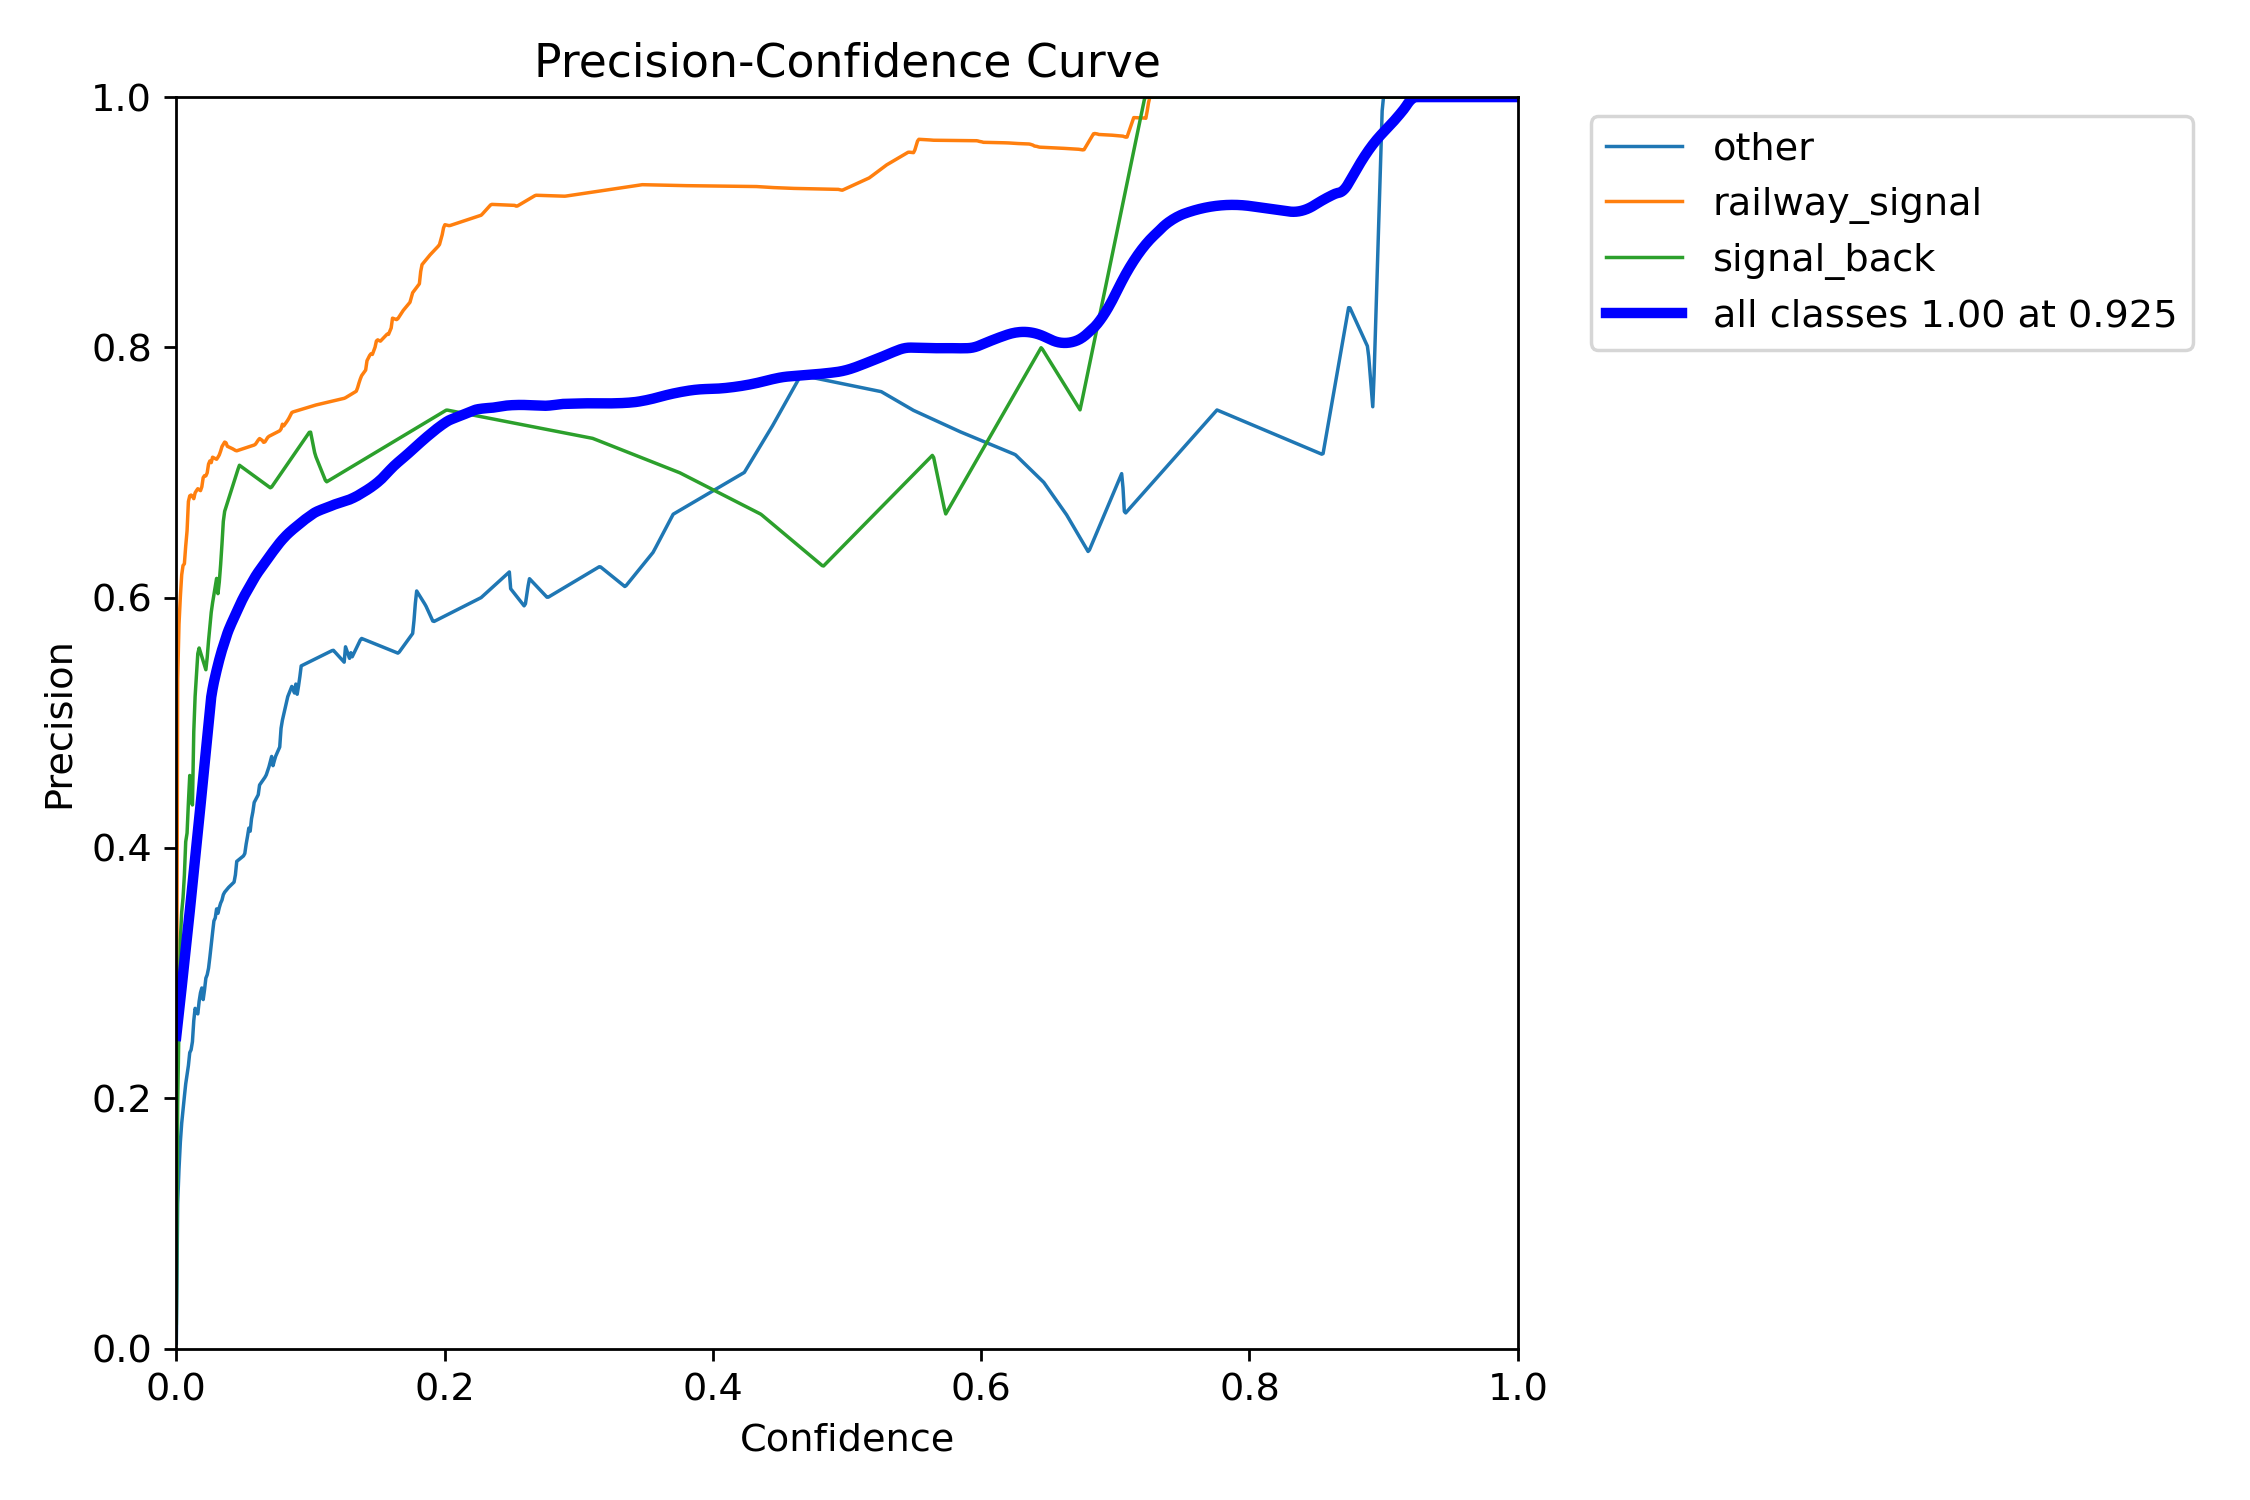 Precision-Confidence Curve
1.0
0.8
0.6
0.4
0.2
0.0
Precision
0.0 0.2 0.4 0.6 0.8 1.0
Confidence
other
railway_signal
signal_back
all classes 1.00 at 0.925